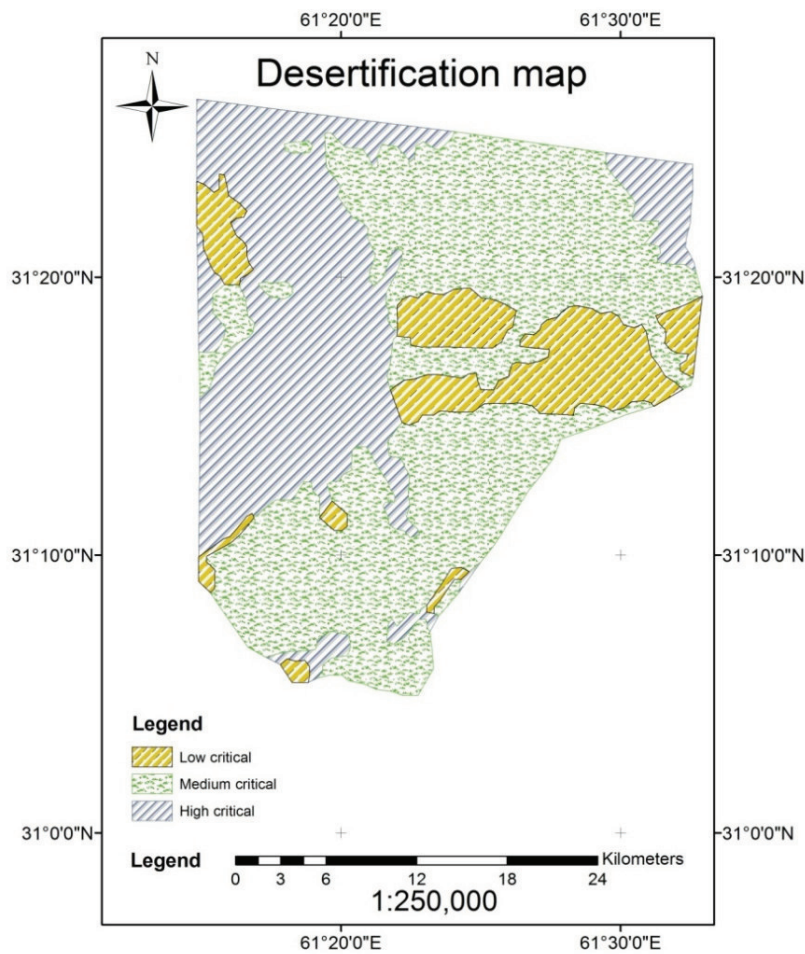 61°20'0"E 61°30'0"E
N
Desertification map
31°20'0"N 31°20'0"N
31°10'0"N 31°10'0"N
Legend
Low critical
Medium critical
High critical
31°0'0"N 31°0'0"N
Legend Kilometers
0 3 6 12 18 24
1:250,000
61°20'0"E 61°30'0"E